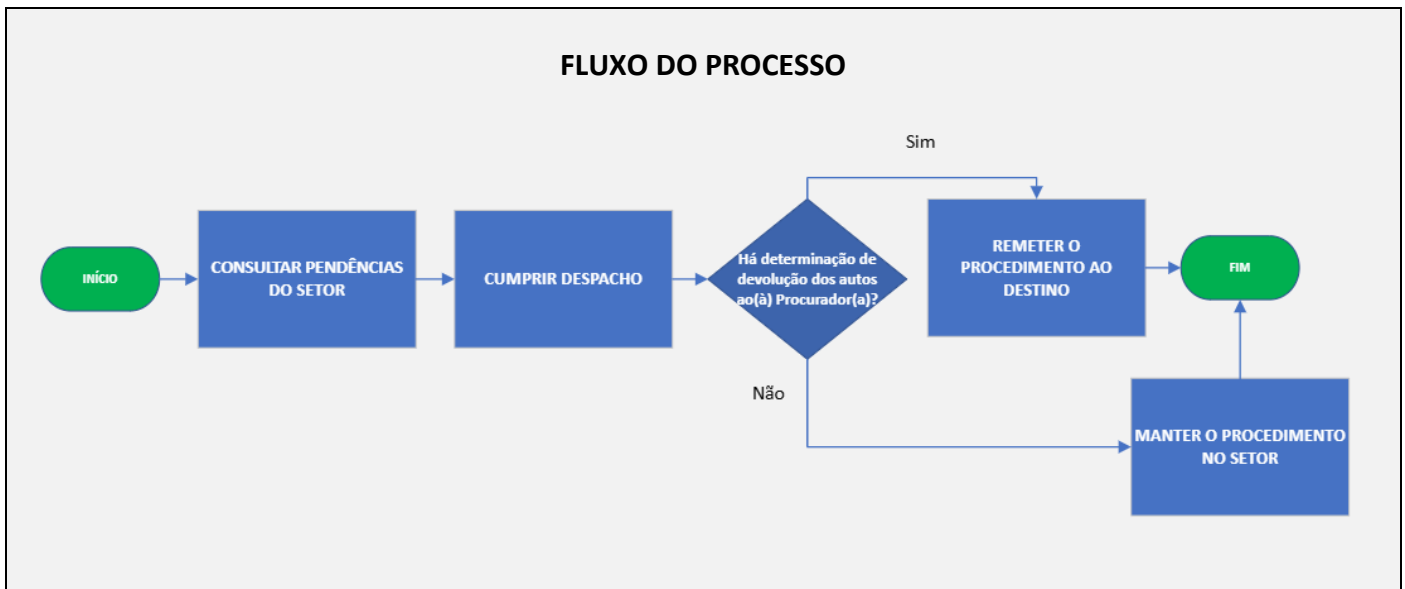 FLUXO DO PROCESSO
Sim
INÍCIO
CONSULTAR PENDÊNCIAS
DO SETOR
CUMPRIR DESPACHO
Há determinação de
devolução dos autos
ao(à) Procurador(a)?
REMETER O
PROCEDIMENTO AO
DESTINO
FIM
Não
MANTER O PROCEDIMENTO
NO SETOR